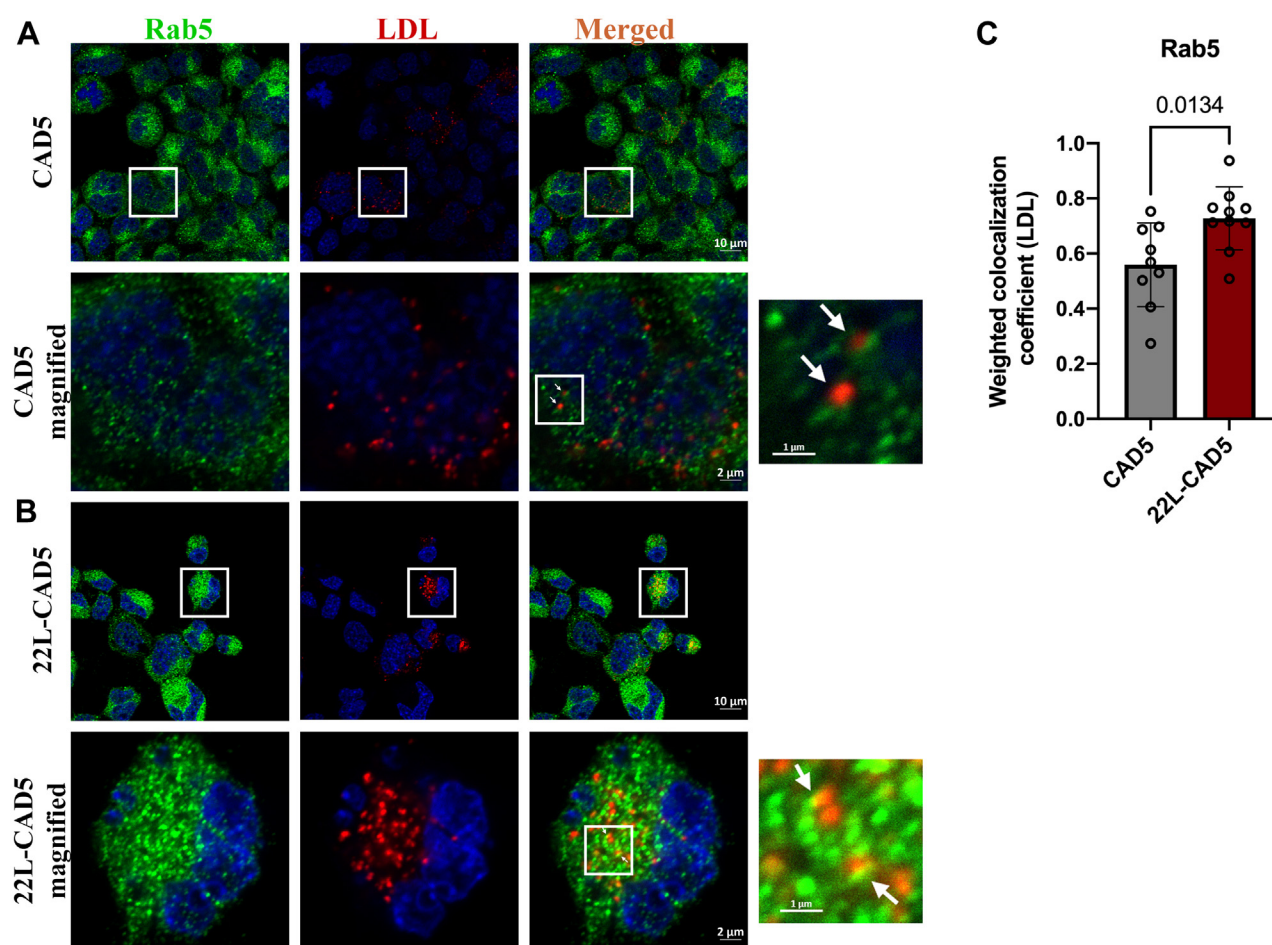 A
Rab5
LDL
Merged
CAD5
10 µm
CAD5
magnified
2 µm
1 µm
B
22L-CAD5
10 µm
22L-CAD5
magnified
2 µm
1 µm
C
Rab5
0.0134
Weighted colocalization
coefficient (LDL)
1.0
0.8
0.6
0.4
0.2
0.0
CAD5
22L-CAD5